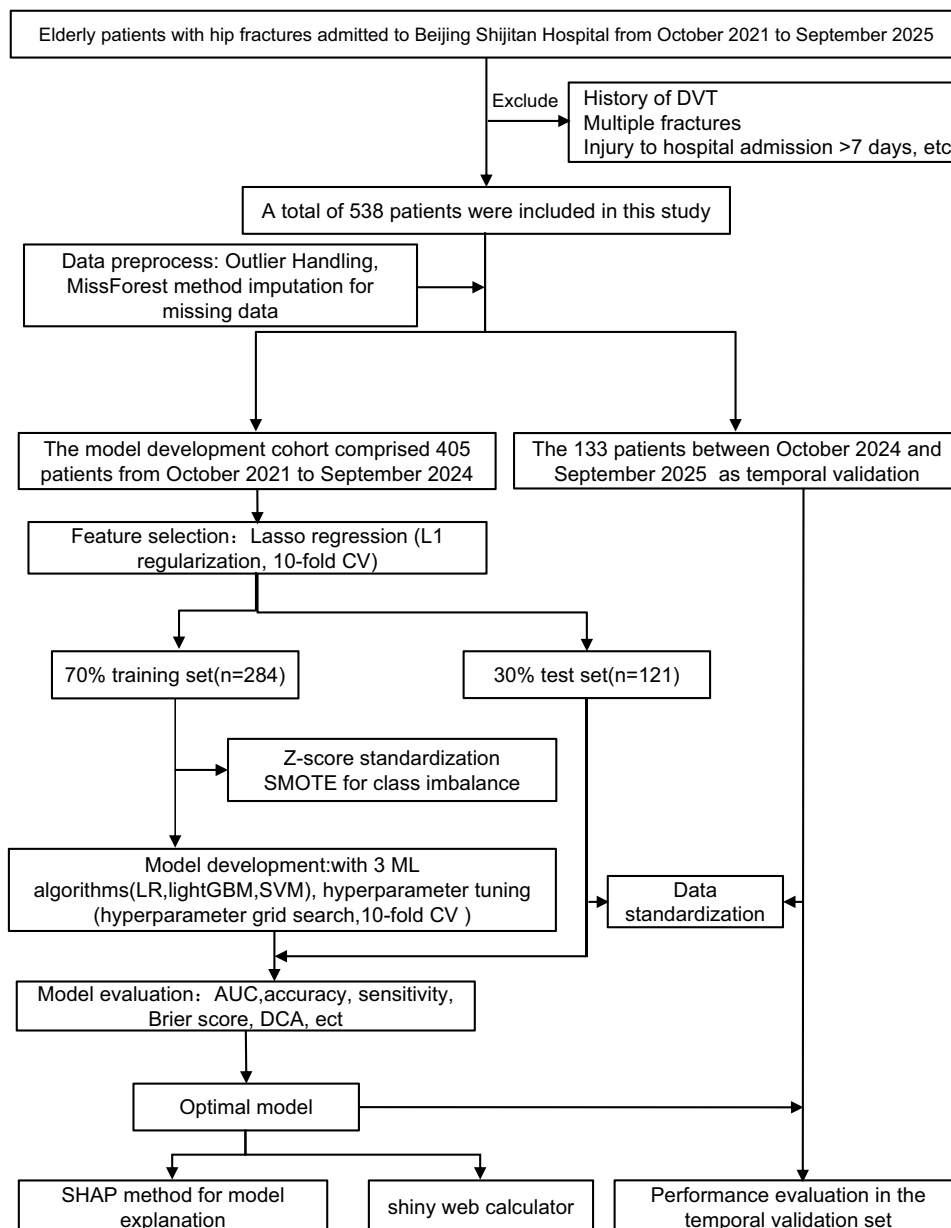 Elderly patients with hip fractures admitted to Beijing Shijitan Hospital from October 2021 to September 2025
Exclude
History of DVT
Multiple fractures
Injury to hospital admission >7 days, etc
A total of 538 patients were included in this study
Data preprocess: Outlier Handling,
MissForest method imputation for
missing data
The model development cohort comprised 405
patients from October 2021 to September 2024
The 133 patients between October 2024 and
September 2025 as temporal validation
Feature selection：Lasso regression (L1
regularization, 10-fold CV)
70% training set(n=284)
30% test set(n=121)
Z-score standardization
SMOTE for class imbalance
Model development:with 3 ML
algorithms(LR,lightGBM,SVM), hyperparameter tuning
(hyperparameter grid search,10-fold CV )
Data
standardization
Model evaluation：AUC,accuracy, sensitivity,
Brier score, DCA, ect
Optimal model
SHAP method for model
explanation
shiny web calculator
Performance evaluation in the
temporal validation set